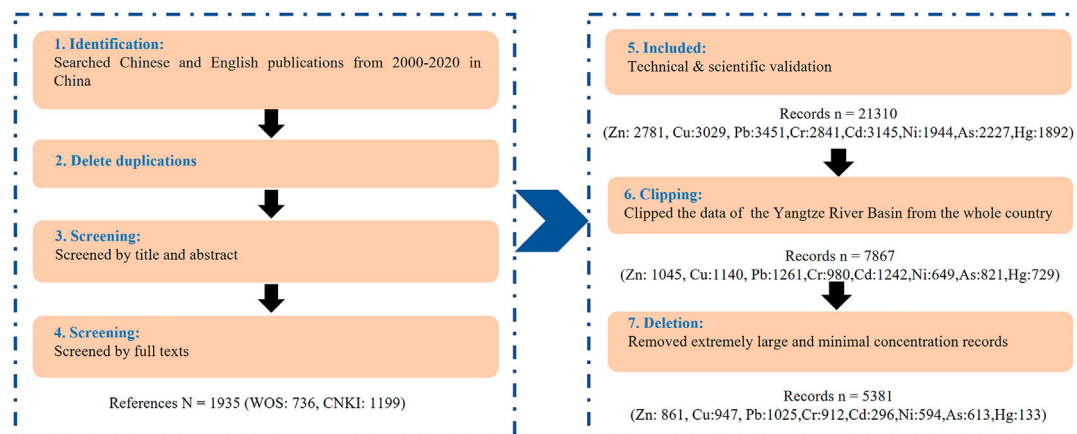 1. Identification:
Searched Chinese and English publications from 2000-2020 in
China
2. Delete duplications
3. Screening:
Screened by title and abstract
4. Screening:
Screened by full texts
References N = 1935 (WOS: 736, CNKI: 1199)
5. Included:
Technical & scientific validation
Records n = 21310
(Zn: 2781, Cu:3029, Pb:3451,Cr:2841,Cd:3145,Ni:1944,As:2227,Hg:1892)
6. Clipping:
Clipped the data of the Yangtze River Basin from the whole country
Records n = 7867
(Zn: 1045, Cu:1140, Pb:1261,Cr:980,Cd:1242,Ni:649,As:821,Hg:729)
7. Deletion:
Removed extremely large and minimal concentration records
Records n = 5381
(Zn: 861, Cu:947, Pb:1025,Cr:912,Cd:296,Ni:594,As:613,Hg:133)